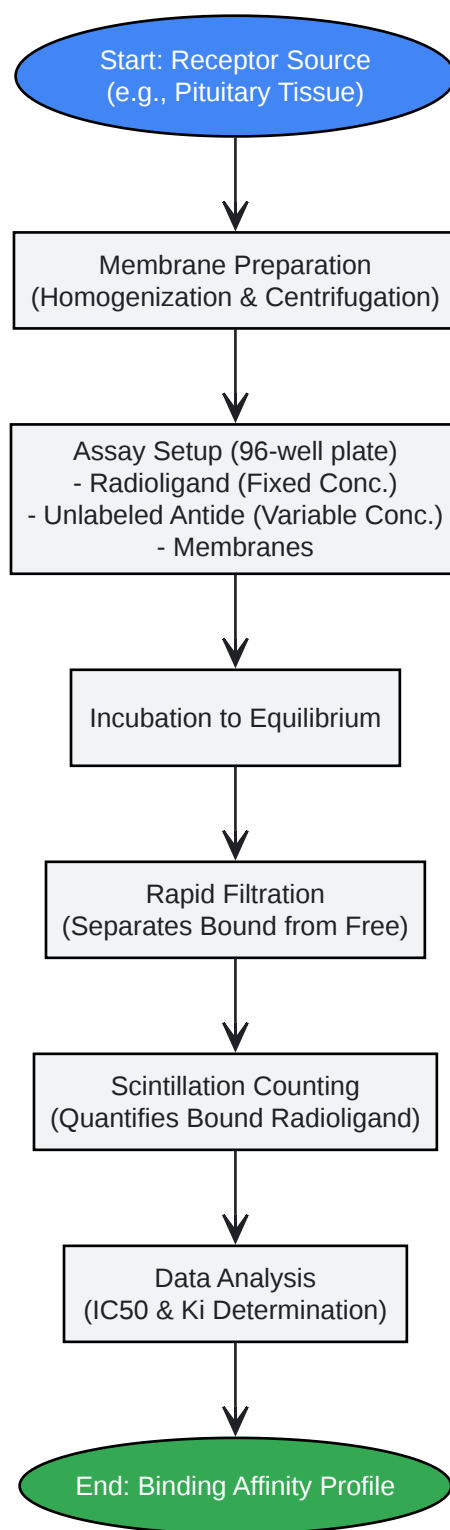 Start: Receptor Source
(e.g., Pituitary Tissue)
Membrane Preparation
(Homogenization & Centrifugation)
Assay Setup (96-well plate)
- Radioligand (Fixed Conc.)
- Unlabeled Antide (Variable Conc.)
- Membranes
Incubation to Equilibrium
Rapid Filtration
(Separates Bound from Free)
Scintillation Counting
(Quantifies Bound Radioligand)
Data Analysis
(IC50 & Ki Determination)
End: Binding Affinity Profile